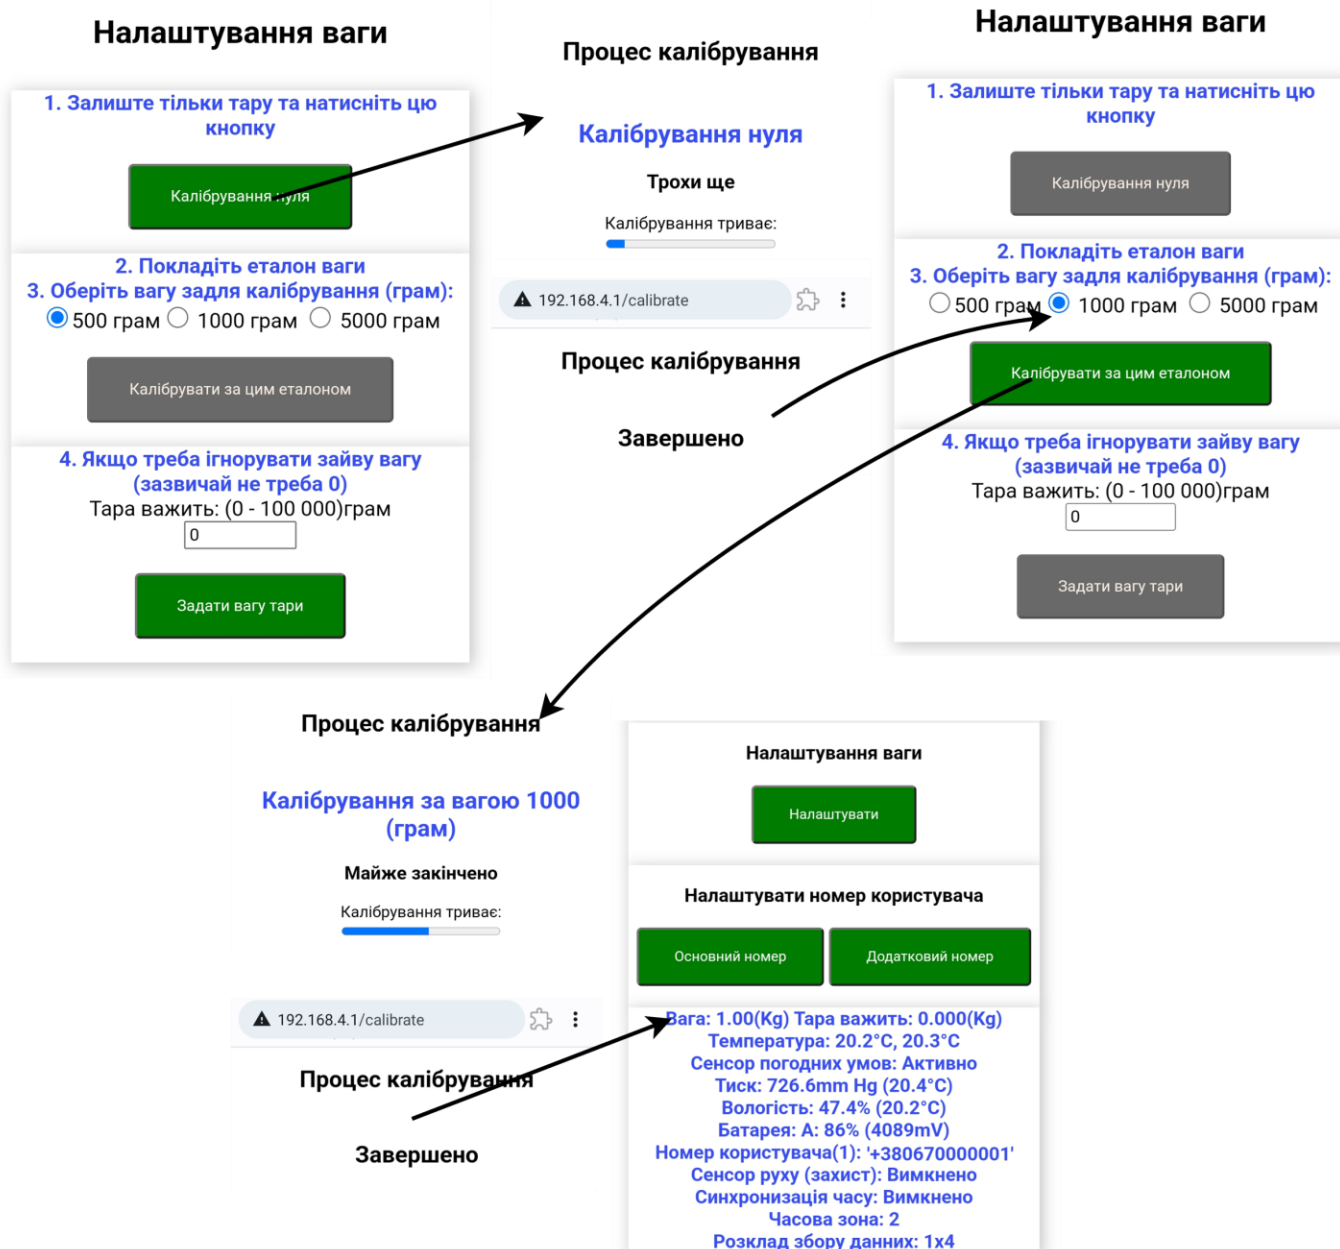 Налаштування ваги
1. Залиште тільки тару та натисніть цю
кнопку
Калібрування нуля
2. Покладіть еталон ваги
3. Оберіть вагу задля калібрування (грам):
500 грам 1000 грам 5000 грам
Калібрувати за цим еталоном
4. Якщо треба ігнорувати зайву вагу
(зазвичай не треба 0)
Тара важить: (0 - 100 000)грам
0
Задати вагу тари
Процес калібрування
Калібрування нуля
Трохи ще
Калібрування триває:
192.168.4.1/calibrate
Процес калібрування
Завершено
Налаштування ваги
1. Залиште тільки тару та натисніть цю
кнопку
Калібрування нуля
2. Покладіть еталон ваги
3. Оберіть вагу задля калібрування (грам):
500 грам 1000 грам 5000 грам
Калібрувати за цим еталоном
4. Якщо треба ігнорувати зайву вагу
(зазвичай не треба 0)
Тара важить: (0 - 100 000)грам
0
Задати вагу тари
Процес калібрування
Калібрування за вагою 1000
(грам)
Майже закінчено
Калібрування триває:
192.168.4.1/calibrate
Процес калібрування
Завершено
Налаштування ваги
Налаштувати
Налаштувати номер користувача
Основний номер Додатковий номер
Вага: 1.00(Kg) Тара важить: 0.000(Kg)
Температура: 20.2°C, 20.3°C
Сенсор погодних умов: Активно
Тиск: 726.6mm Hg (20.4°C)
Вологість: 47.4% (20.2°C)
Батарея: A: 86% (4089mV)
Номер користувача(1): '+380670000001'
Сенсор руху (захист): Вимкнено
Синхронизація часу: Вимкнено
Часова зона: 2
Розклад збору данних: 1x4